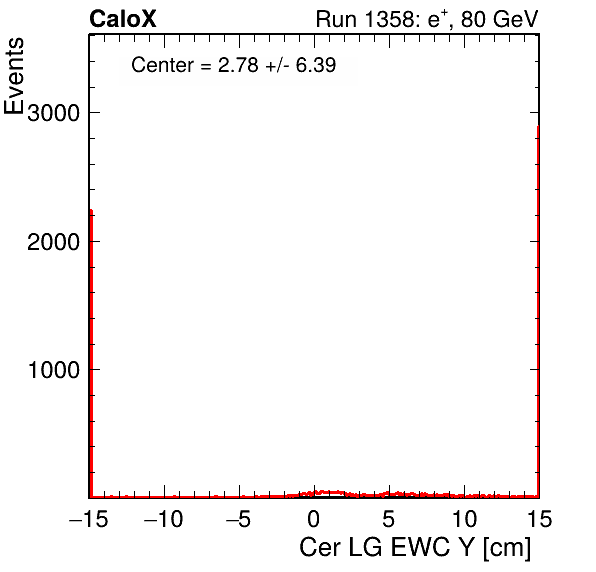 CaloX Run 1358: e⁺, 80 GeV
Center = 2.78 +/- 6.39
Events
3000
2000
1000
−15 −10 −5 0 5 10 15
Cer LG EWC Y [cm]